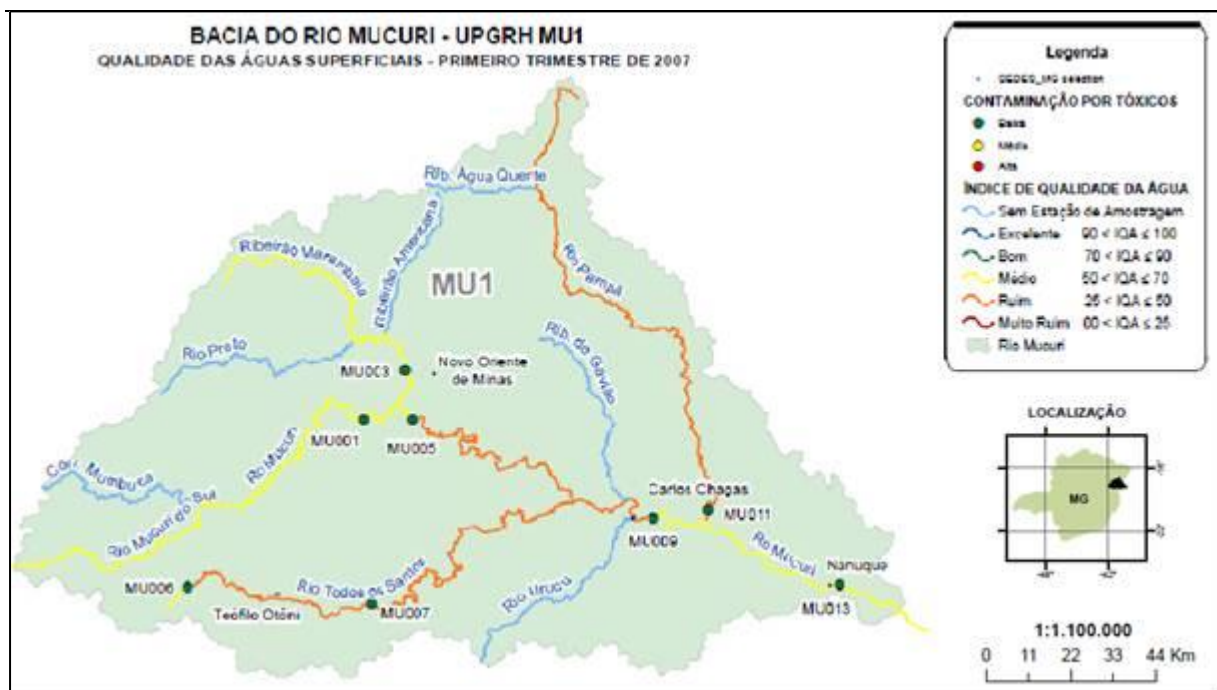 BACIA DO RIO MUCURI - UPGRH MU1
QUALIDADE DAS ÁGUAS SUPERFICIAIS - PRIMEIRO TRIMESTRE DE 2007
Legenda
CONTAMINAÇÃO POR TÓXICOS
Baixa
Média
Alta
ÍNDICE DE QUALIDADE DA ÁGUA
Sem Estação de Amostragem
Excelente 90 < IQA ≤ 100
Bom 70 < IQA ≤ 90
Médio 50 < IQA ≤ 70
Ruim 25 < IQA ≤ 50
Muito Ruim 00 < IQA ≤ 25
Rio Mucuri
Rib. Água Quente
Ribeirão Marambaia
Ribeirão Americana
MU1
Rio Pampã
Rio Preto
Rib. do Gavião
MU003
Novo Oriente
de Minas
MU001
MU005
Rio Mucuri
Cór. Mumbuca
Rio Mucuri do Sul
Carlos Chagas
MU011
MU009
Rio Mucuri
Nanuque
MU013
MU006
Rio Todos os Santos
Teófilo Otôni
MU007
Rio Urucu
LOCALIZAÇÃO
MG
1:1.100.000
0 11 22 33 44 Km